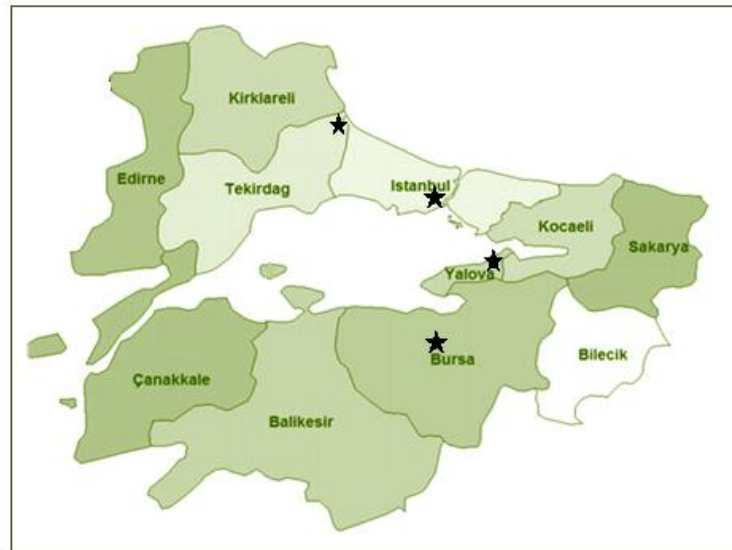 Kirklareli
Edirne
Tekirdag
Istanbul
Kocaeli
Sakarya
Yalova
Bursa
Bilecik
Çanakkale
Balikesir